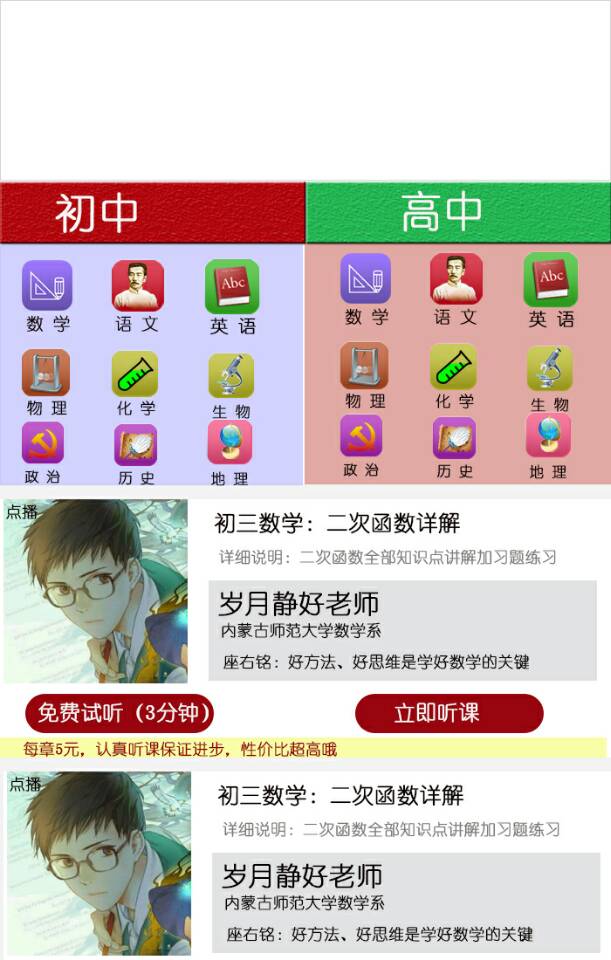 初中
高中
数学 语文 英语
物理 化学 生物
政治 历史 地理
数学 语文 英语
物理 化学 生物
政治 历史 地理
Abc
Abc
点播
初三数学：二次函数详解
详细说明：二次函数全部知识点讲解加习题练习
岁月静好老师
内蒙古师范大学数学系
座右铭：好方法、好思维是学好数学的关键
免费试听（3分钟） 立即听课
每章5元，认真听课保证进步，性价比超高哦
点播
初三数学：二次函数详解
详细说明：二次函数全部知识点讲解加习题练习
岁月静好老师
内蒙古师范大学数学系
座右铭：好方法、好思维是学好数学的关键